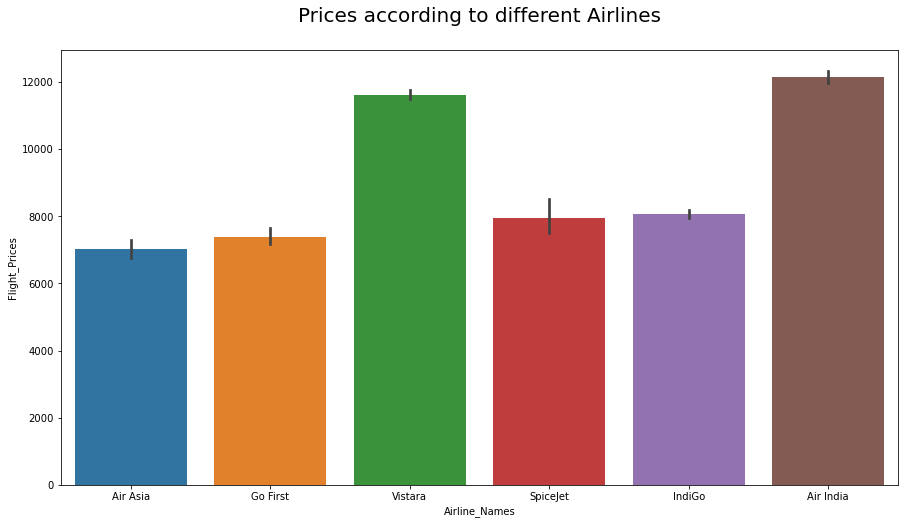 Prices according to different Airlines
Flight_Prices
12000
10000
8000
6000
4000
2000
0
Air Asia
Go First
Vistara
SpiceJet
IndiGo
Air India
Airline_Names